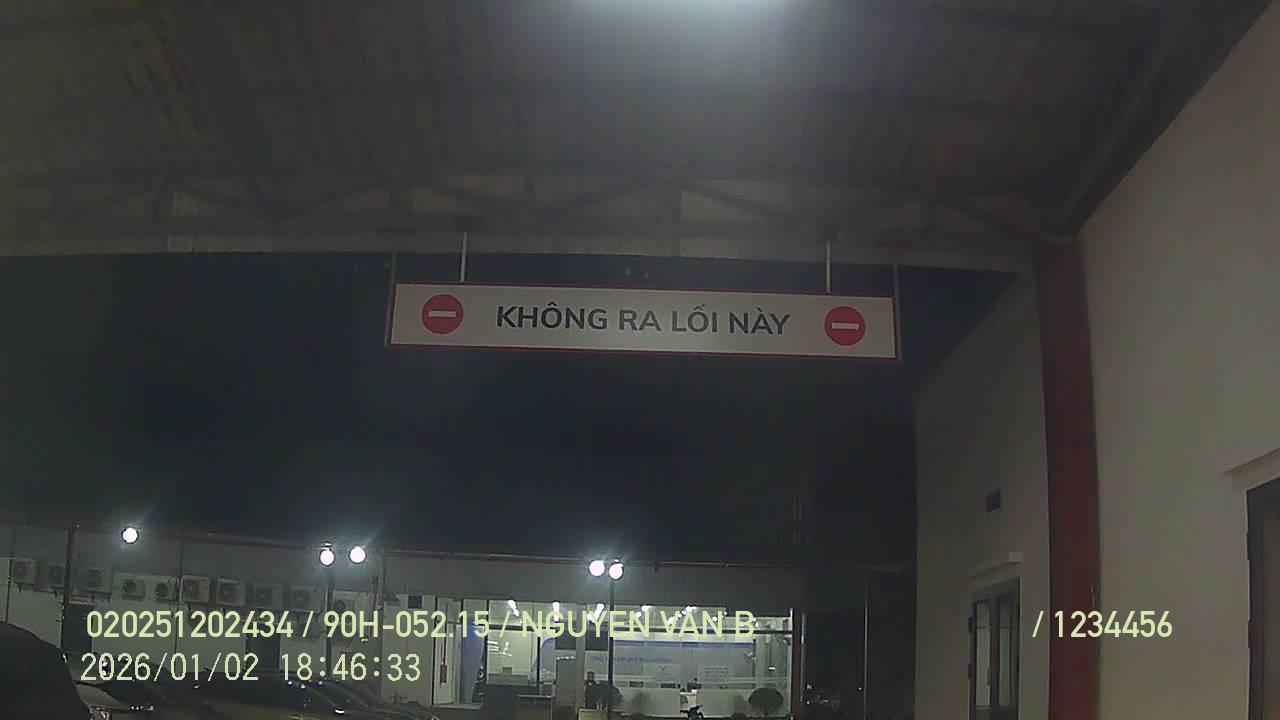 KHÔNG RA LỐI NÀY
020251202434 / 90H-052.15 / NGUYEN VAN B / 1234456
2026/01/02 18:46:33